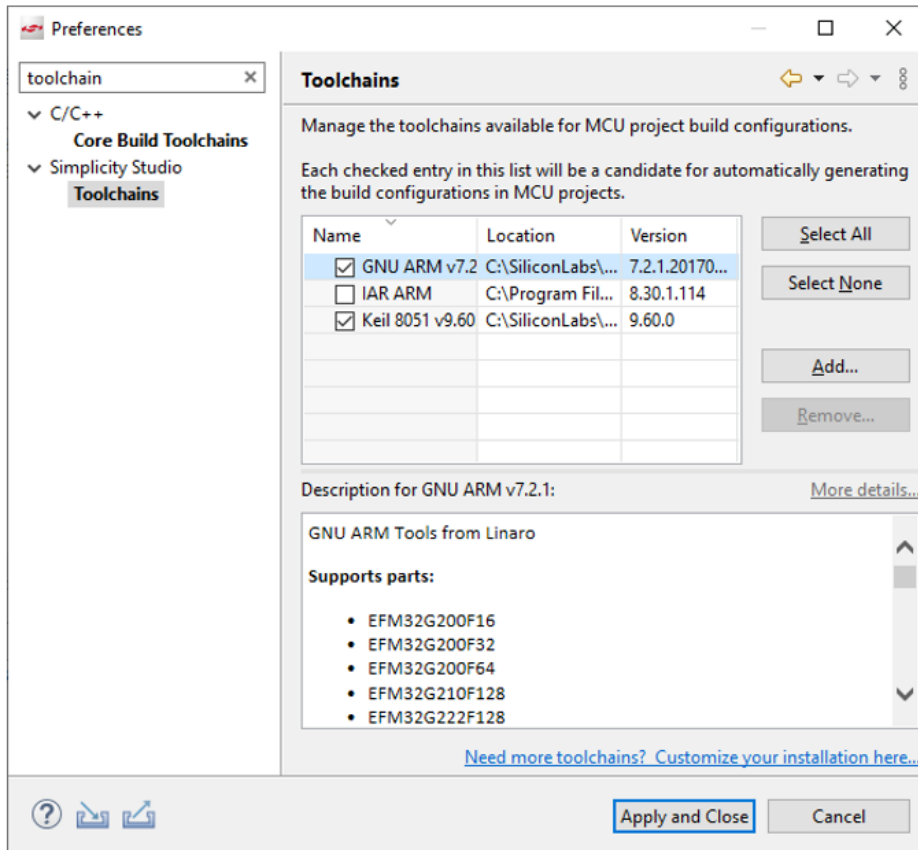 Preferences
toolchain
C/C++
Core Build Toolchains
Simplicity Studio
Toolchains
Toolchains
Manage the toolchains available for MCU project build configurations.
Each checked entry in this list will be a candidate for automatically generating
the build configurations in MCU projects.
Name Location Version
GNU ARM v7.2 C:\SiliconLabs\... 7.2.1.20170...
IAR ARM C:\Program Fil... 8.30.1.114
Keil 8051 v9.60 C:\SiliconLabs\... 9.60.0
Select All
Select None
Add...
Remove...
Description for GNU ARM v7.2.1:
More details...
GNU ARM Tools from Linaro
Supports parts:
• EFM32G200F16
• EFM32G200F32
• EFM32G200F64
• EFM32G210F128
• EFM32G222F128
Need more toolchains? Customize your installation here...
?
Apply and Close
Cancel